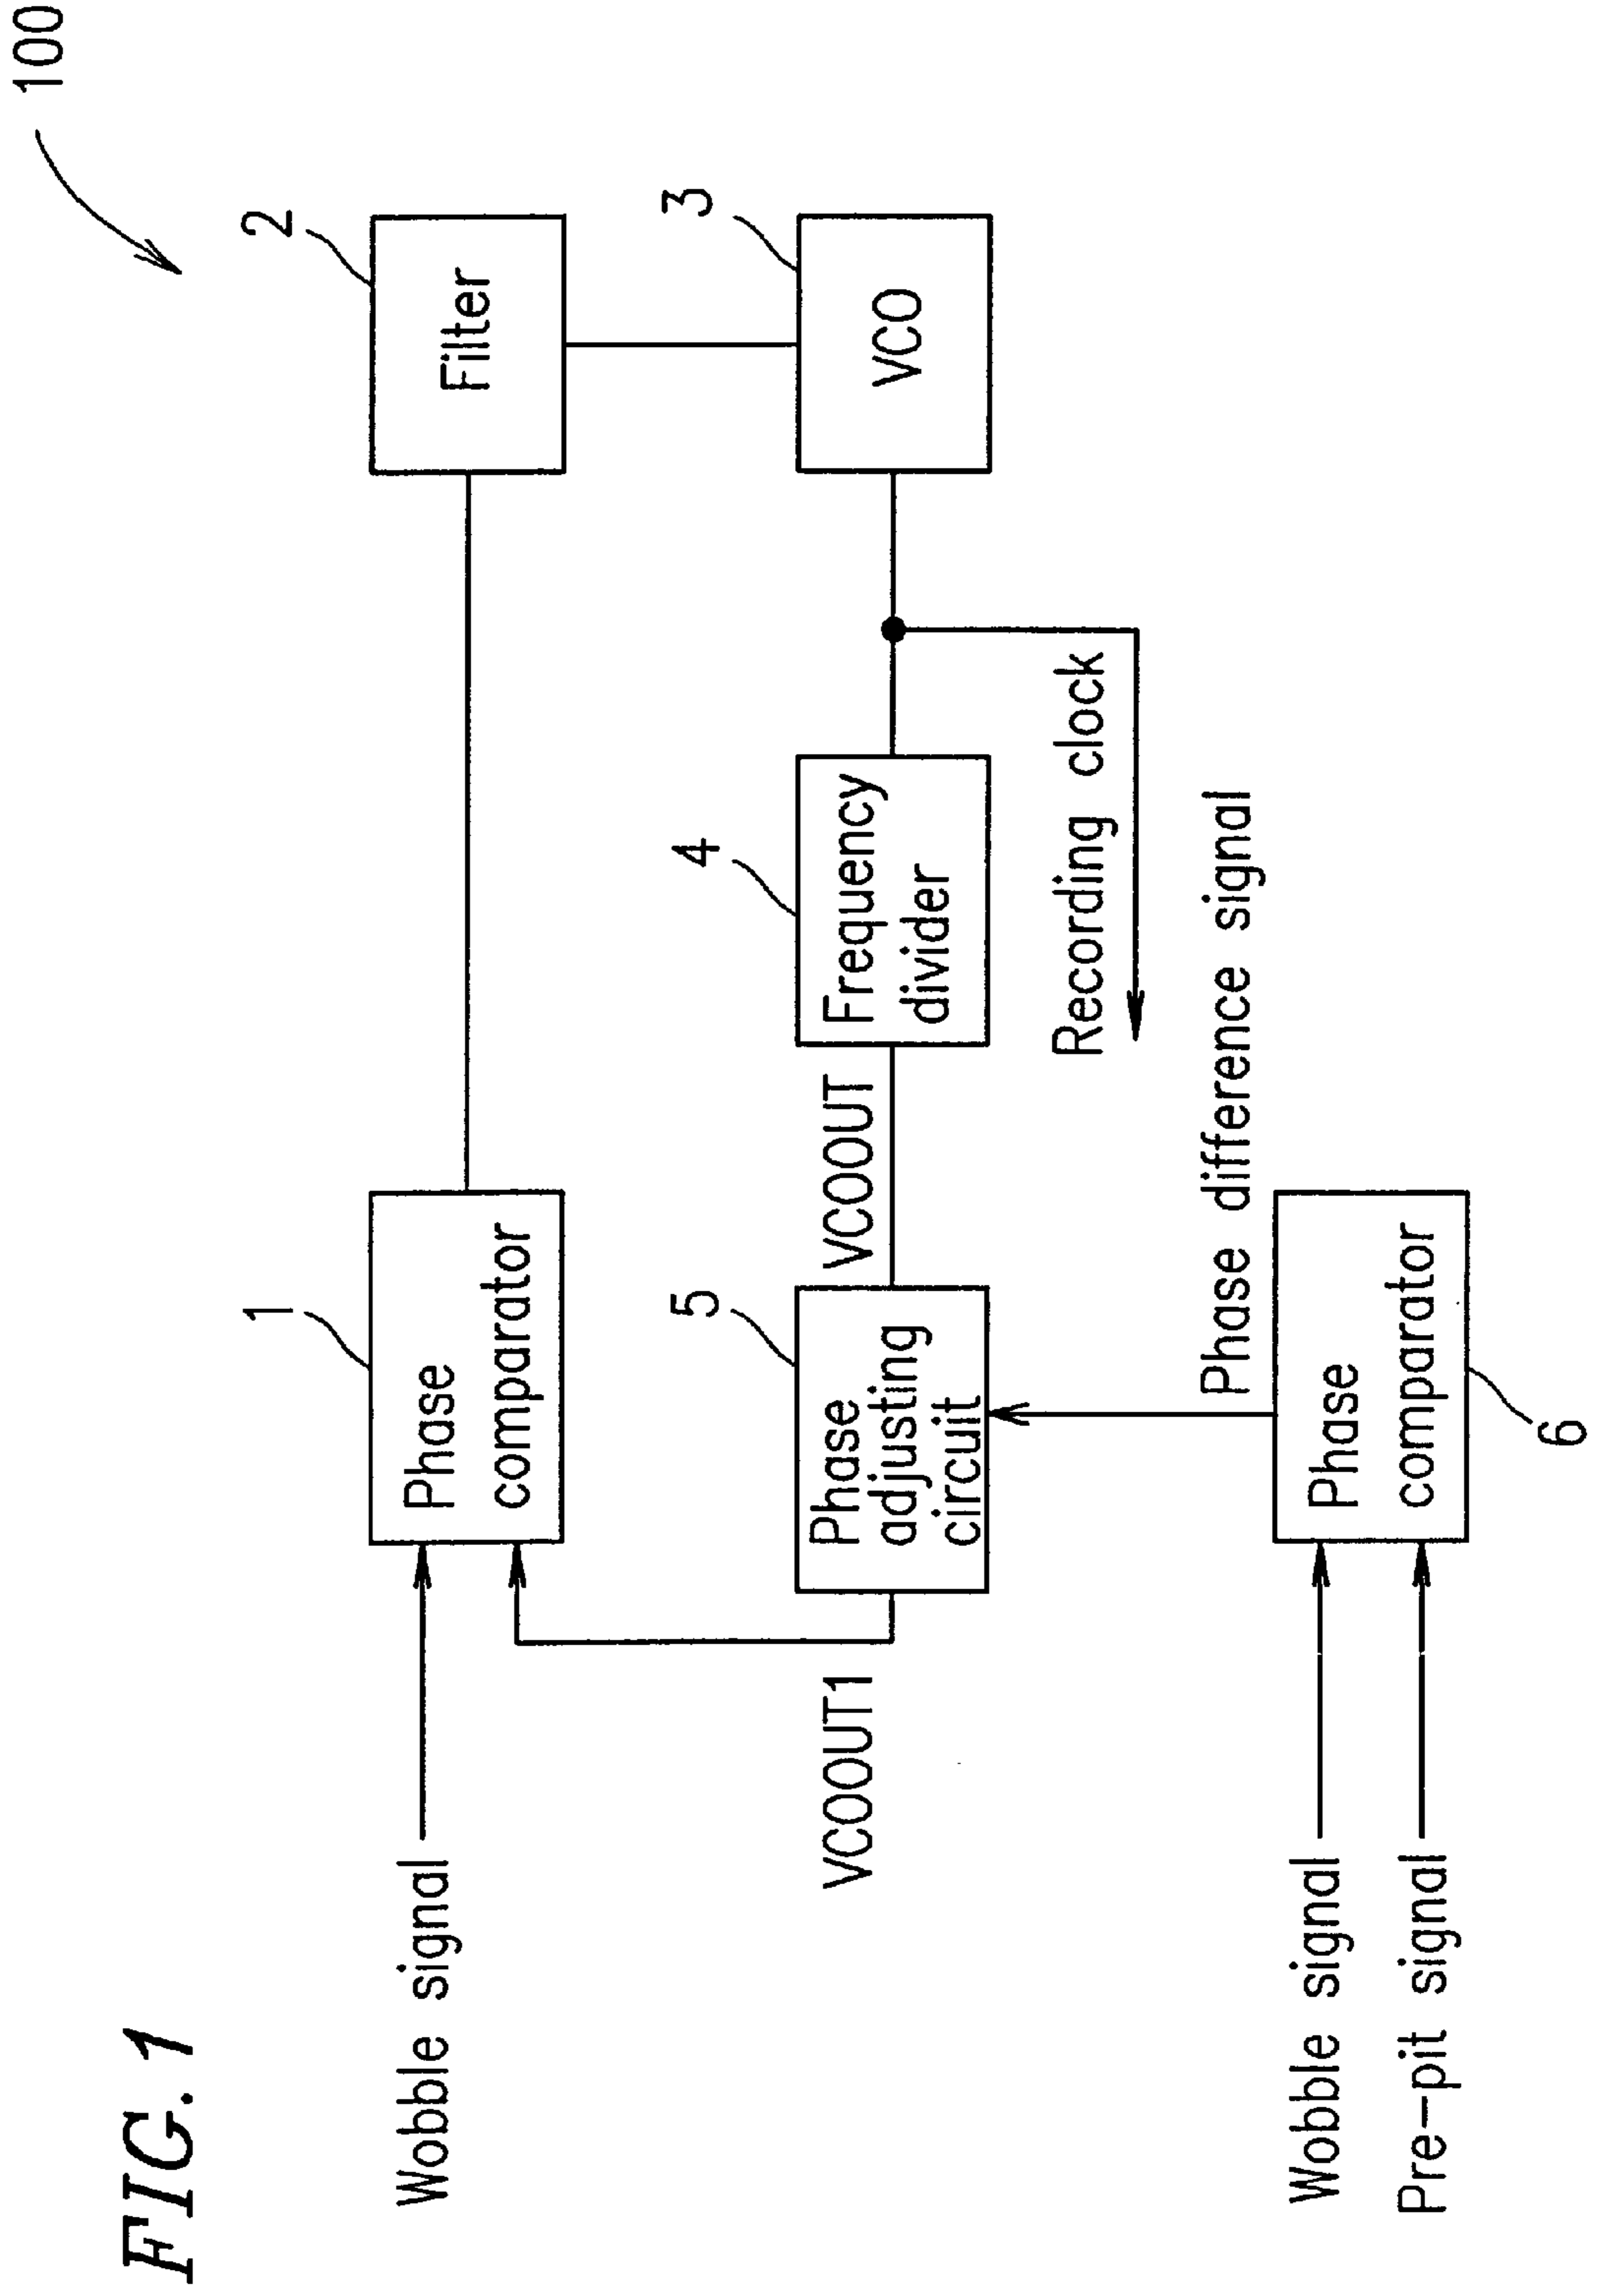 FIG. 1
100
Wobble signal
1
Phase
comparator
2
Filter
3
VCO
4
Frequency
divider
VCOOUT
5
Phase
adjusting
circuit
VCOOUT1
Recording clock
Phase difference signal
Wobble signal
Pre-pit signal
Phase
comparator
6